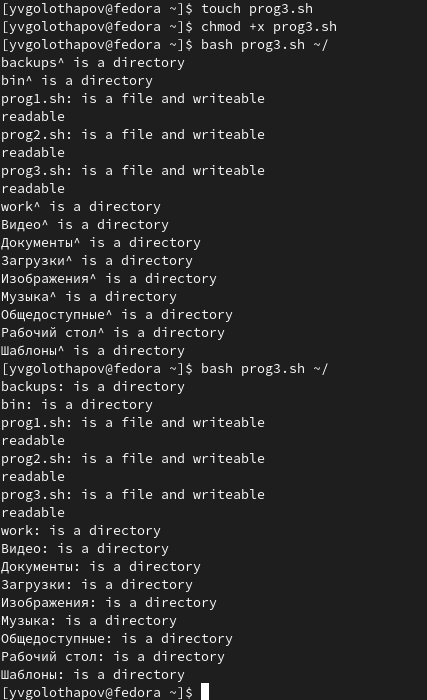 [yvgolothapov@fedora ~]$ touch prog3.sh
[yvgolothapov@fedora ~]$ chmod +x prog3.sh
[yvgolothapov@fedora ~]$ bash prog3.sh ~/
backups^ is a directory
bin^ is a directory
prog1.sh: is a file and writeable
readable
prog2.sh: is a file and writeable
readable
prog3.sh: is a file and writeable
readable
work^ is a directory
Видео^ is a directory
Документы^ is a directory
Загрузки^ is a directory
Изображения^ is a directory
Музыка^ is a directory
Общедоступные^ is a directory
Рабочий стол^ is a directory
Шаблоны^ is a directory
[yvgolothapov@fedora ~]$ bash prog3.sh ~/
backups: is a directory
bin: is a directory
prog1.sh: is a file and writeable
readable
prog2.sh: is a file and writeable
readable
prog3.sh: is a file and writeable
readable
work: is a directory
Видео: is a directory
Документы: is a directory
Загрузки: is a directory
Изображения: is a directory
Музыка: is a directory
Общедоступные: is a directory
Рабочий стол: is a directory
Шаблоны: is a directory
[yvgolothapov@fedora ~]$